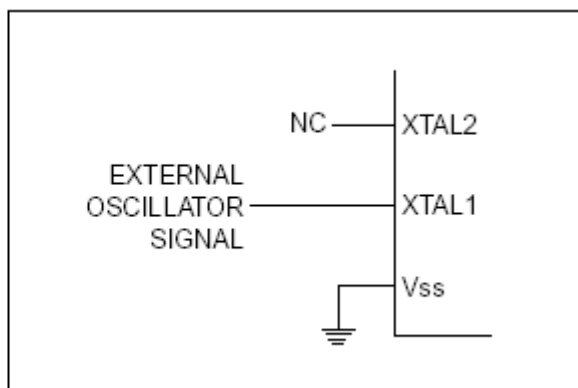 NC
XTAL2
EXTERNAL
OSCILLATOR
SIGNAL
XTAL1
Vss